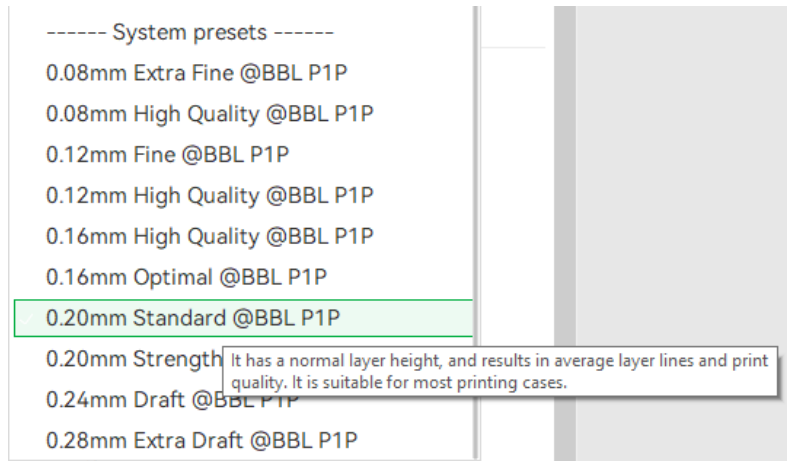 ------ System presets ------
0.08mm Extra Fine @BBL P1P
0.08mm High Quality @BBL P1P
0.12mm Fine @BBL P1P
0.12mm High Quality @BBL P1P
0.16mm High Quality @BBL P1P
0.16mm Optimal @BBL P1P
0.20mm Standard @BBL P1P
0.20mm Strength
It has a normal layer height, and results in average layer lines and print
quality. It is suitable for most printing cases.
0.24mm Draft @BBL P1P
0.28mm Extra Draft @BBL P1P